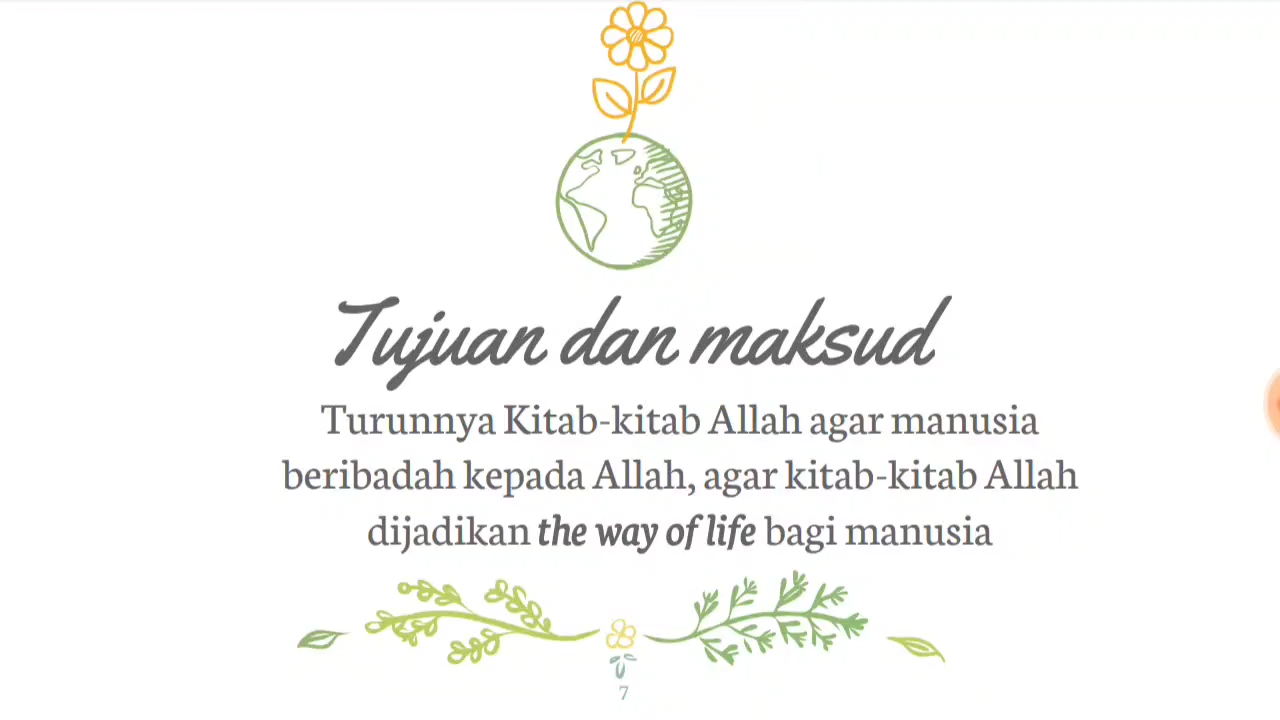 Tujuan dan maksud
Turunnya Kitab-kitab Allah agar manusia
beribadah kepada Allah, agar kitab-kitab Allah
dijadikan the way of life bagi manusia
7